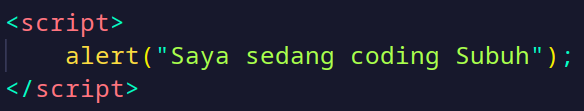 <script>
    alert("Saya sedang coding Subuh");
</script>